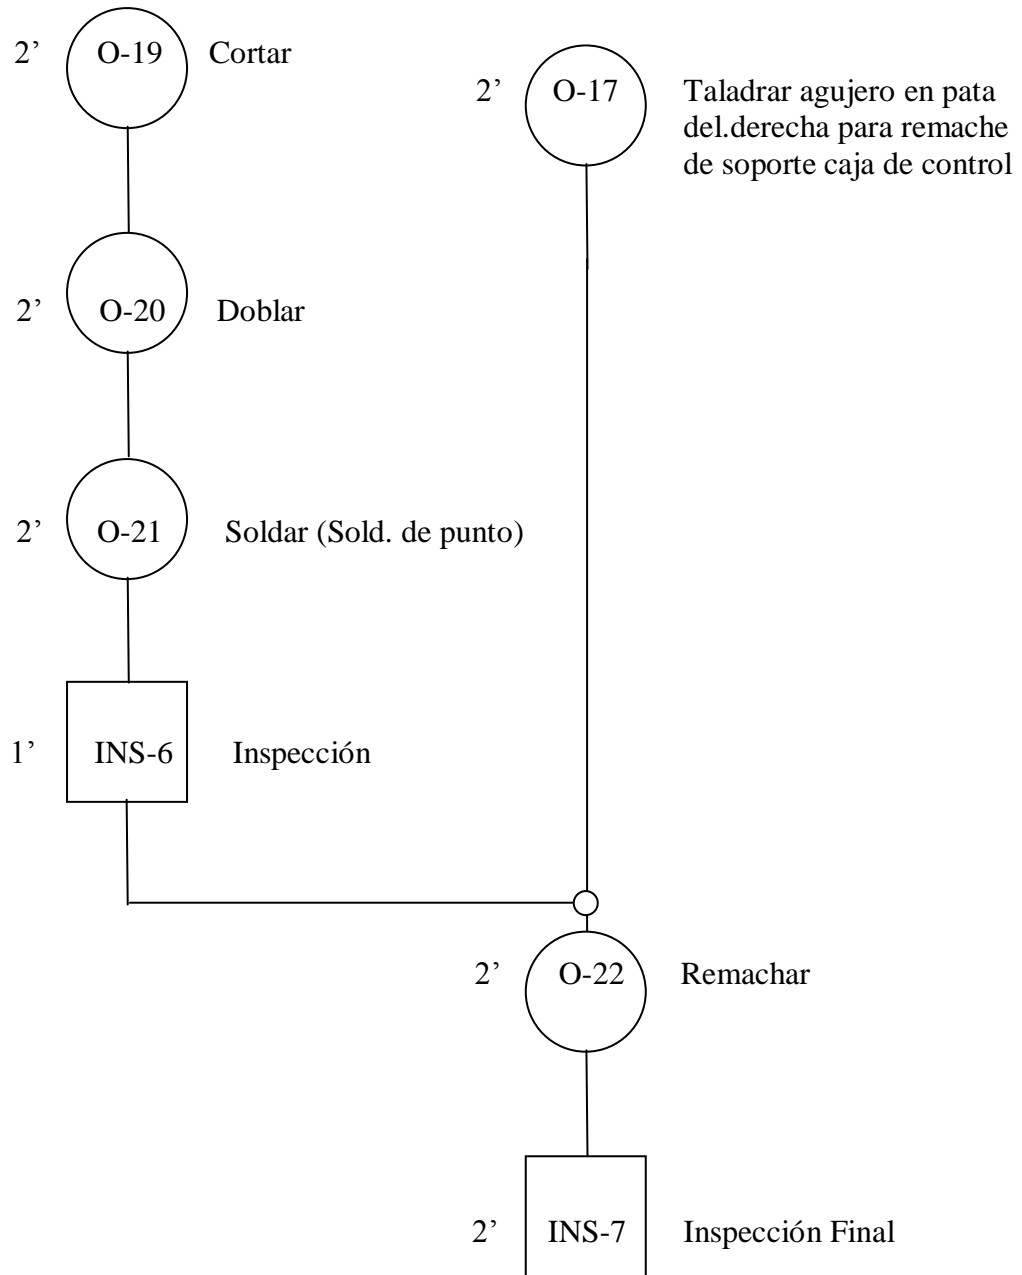 2’ O-19 Cortar
2’ O-17 Taladrar agujero en pata
del.derecha para remache
de soporte caja de control
2’ O-20 Doblar
2’ O-21 Soldar (Sold. de punto)
1’ INS-6 Inspección
2’ O-22 Remachar
2’ INS-7 Inspección Final